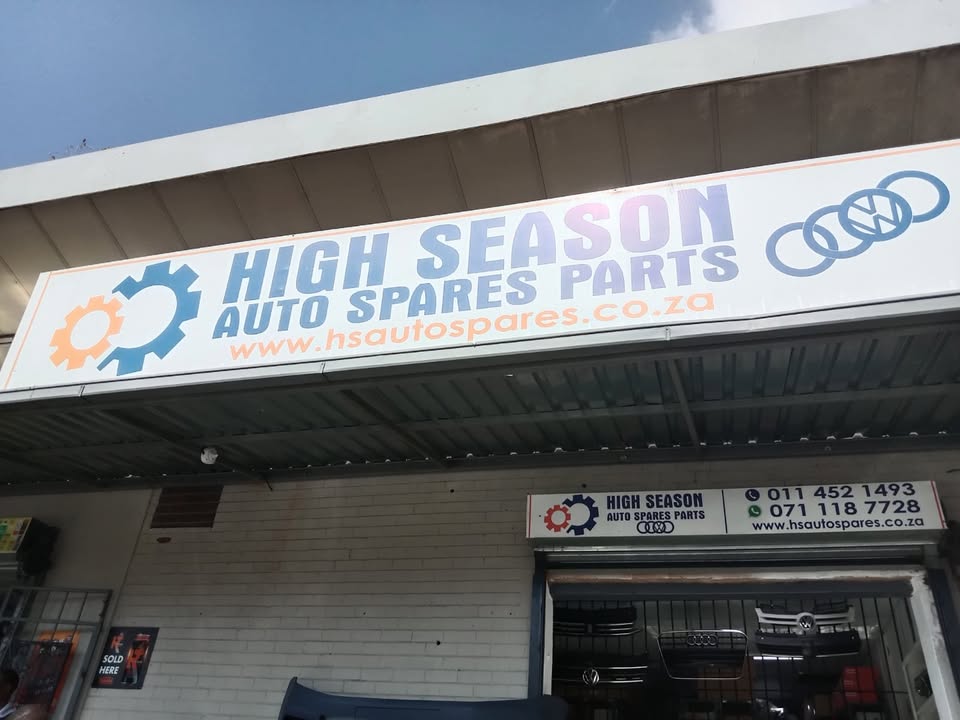 HIGH SEASON
AUTO SPARES PARTS
www.hsautospares.co.za
VW
HIGH SEASON
AUTO SPARES PARTS
011 452 1493
071 118 7728
www.hsautospares.co.za
SOLD
HERE